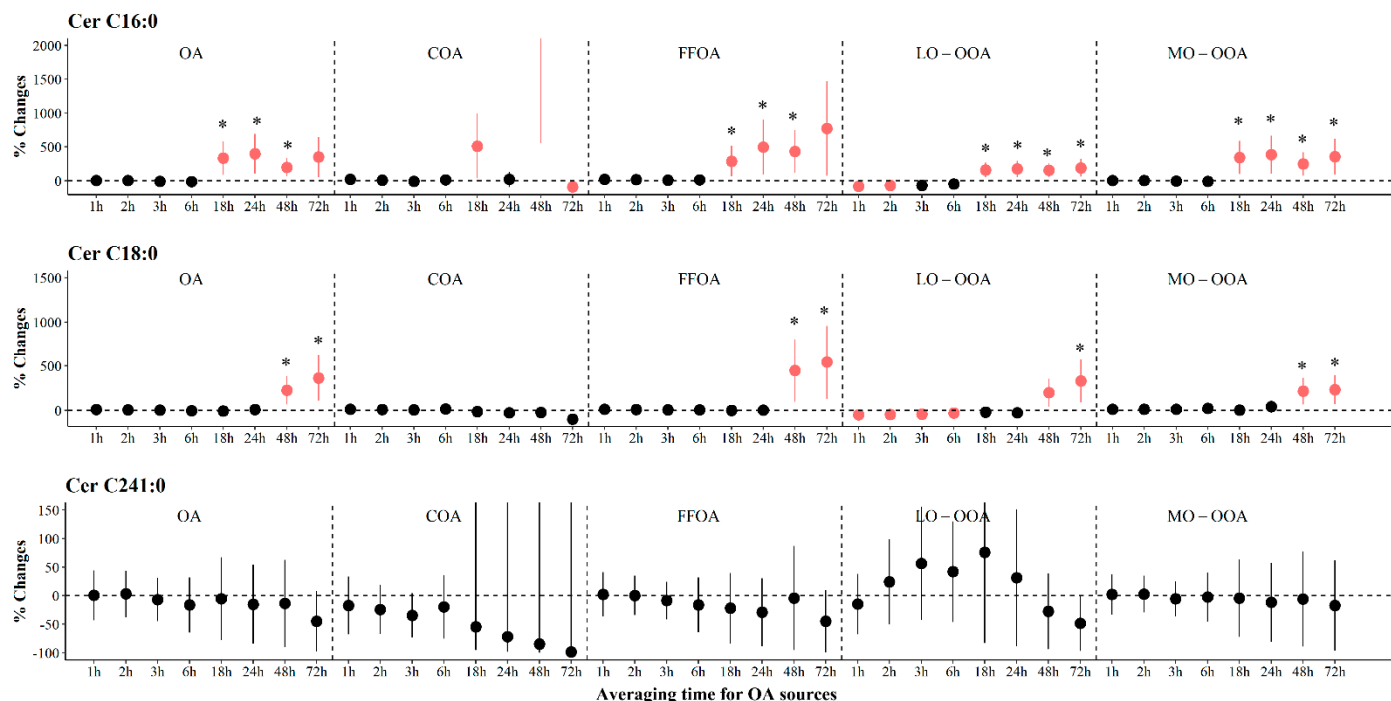 Cer C16:0
OA COA FFOA LO – OOA MO – OOA
% Changes
2000
1500
1000
500
0
* * * * * * * * * * * * * *
1h 2h 3h 6h 18h 24h 48h 72h 1h 2h 3h 6h 18h 24h 48h 72h 1h 2h 3h 6h 18h 24h 48h 72h 1h 2h 3h 6h 18h 24h 48h 72h 1h 2h 3h 6h 18h 24h 48h 72h
Cer C18:0
OA COA FFOA LO – OOA MO – OOA
% Changes
1500
1000
500
0
* * * * * * *
1h 2h 3h 6h 18h 24h 48h 72h 1h 2h 3h 6h 18h 24h 48h 72h 1h 2h 3h 6h 18h 24h 48h 72h 1h 2h 3h 6h 18h 24h 48h 72h 1h 2h 3h 6h 18h 24h 48h 72h
Cer C241:0
OA COA FFOA LO – OOA MO – OOA
% Changes
150
100
50
0
-50
-100
1h 2h 3h 6h 18h 24h 48h 72h 1h 2h 3h 6h 18h 24h 48h 72h 1h 2h 3h 6h 18h 24h 48h 72h 1h 2h 3h 6h 18h 24h 48h 72h 1h 2h 3h 6h 18h 24h 48h 72h
Averaging time for OA sources